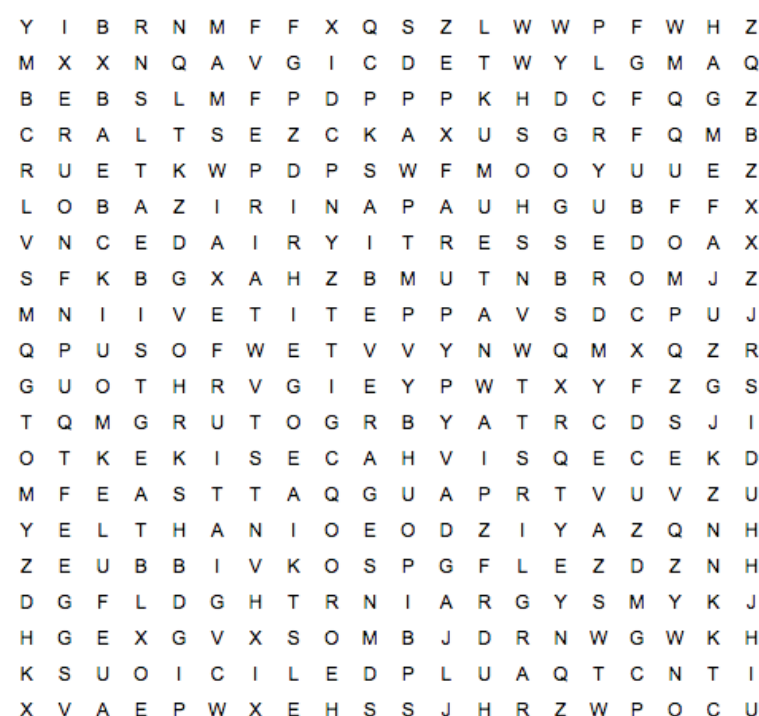 Y I B R N M F F X Q S Z L W W P F W H Z
M X X N Q A V G I C D E T W Y L G M A Q
B E B S L M F P D P P P K H D C F Q G Z
C R A L T S E Z C K A X U S G R F Q M B
R U E T K W P D P S W F M O O Y U U E Z
L O B A Z I R I N A P A U H G U B F F X
V N C E D A I R Y I T R E S S E D O A X
S F K B G X A H Z B M U T N B R O M J Z
M N I I V E T I T E P P A V S D C P U J
Q P U S O F W E T V V Y N W Q M X Q Z R
G U O T H R V G I E Y P W T X Y F Z G S
T Q M G R U T O G R B Y A T R C D S J I
O T K E K I S E C A H V I S Q E C E K D
M F E A S T T A Q G U A P R T V U V Z U
Y E L T H A N I O E O D Z I Y A Z Q N H
Z E U B B I V K O S P G F L E Z D Z N H
D G F L D G H T R N I A R G Y S M Y K J
H G E X G V X S O M B J D R N W G W K H
K S U O I C I L E D P L U A Q T C N T I
X V A E P W X E H S S J H R Z W P O C U